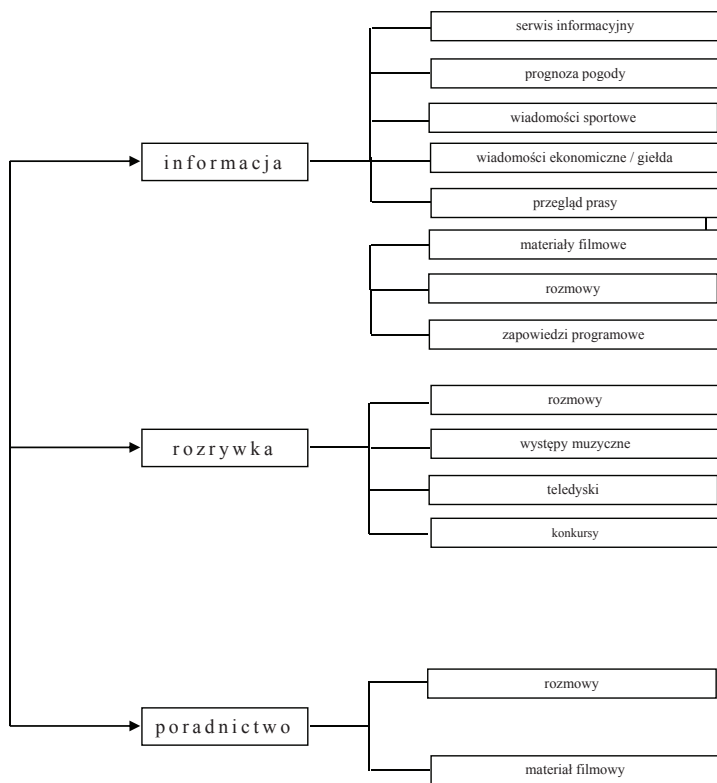 informacja
serwis informacyjny
prognoza pogody
wiadomości sportowe
wiadomości ekonomiczne / giełda
przegląd prasy
materiały filmowe
rozmowy
zapowiedzi programowe
rozrywka
rozmowy
występy muzyczne
teledyski
konkursy
poradnictwo
rozmowy
materiał filmowy